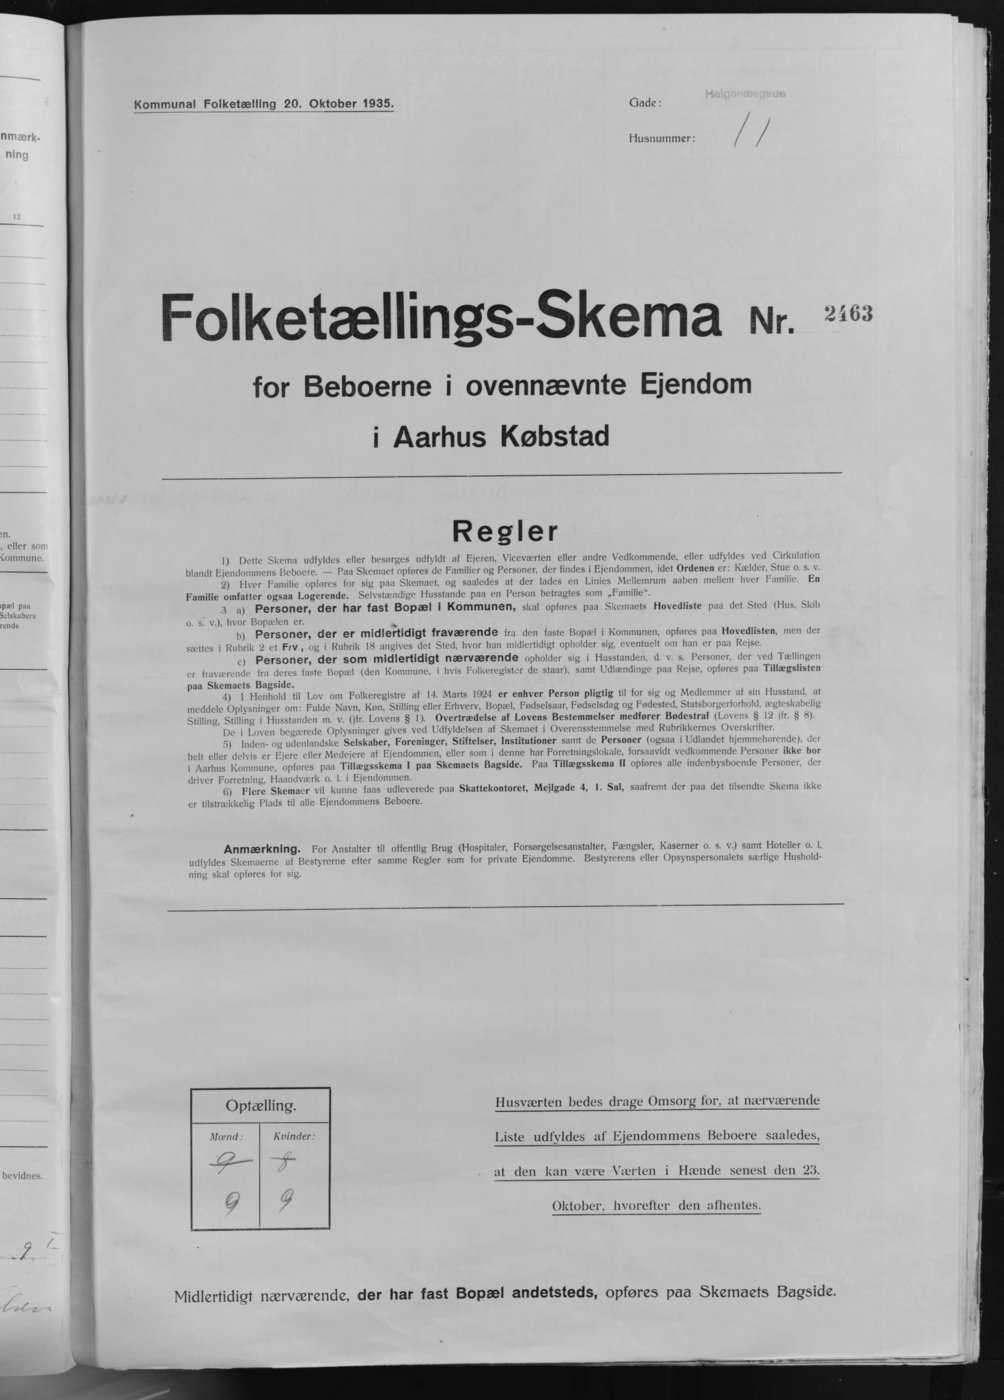 nmærk-
ning
12
en.
, eller som
Kommune.
opæl paa
Selskabers
rende
bevidnes.
9
Kommunal Folketælling 20. Oktober 1935.
Gade: Helgenæsgade
Husnummer: 11
Folketællings-Skema Nr. 2463
for Beboerne i ovennævnte Ejendom
i Aarhus Købstad
Regler
1) Dette Skema udfyldes eller besørges udfyldt af Ejeren, Viceværten eller andre Vedkommende, eller udfyldes ved Cirkulation
blandt Ejendommens Beboere. — Paa Skemaet opføres de Familier og Personer, der findes i Ejendommen, idet Ordenen er: Kælder, Stue o. s. v.
2) Hver Familie opføres for sig paa Skemaet, og saaledes at der lades en Linies Mellemrum aaben mellem hver Familie. En
Familie omfatter ogsaa Logerende. Selvstændige Husstande paa en Person betragtes som „Familie“.
3 a) Personer, der har fast Bopæl i Kommunen, skal opføres paa Skemaets Hovedliste paa det Sted (Hus, Skib
o. s. v.), hvor Bopælen er.
b) Personer, der er midlertidigt fraværende fra den faste Bopæl i Kommunen, opføres paa Hovedlisten, men der
sættes i Rubrik 2 et Frv, og i Rubrik 18 angives det Sted, hvor han midlertidigt opholder sig, eventuelt om han er paa Rejse.
c) Personer, der som midlertidigt nærværende opholder sig i Husstanden, d. v. s. Personer, der ved Tællingen
er fraværende fra deres faste Bopæl (den Kommune, i hvis Folkeregister de staar), samt Udlændinge paa Rejse, opføres paa Tillægslisten
paa Skemaets Bagside.
4) I Henhold til Lov om Folkeregistre af 14. Marts 1924 er enhver Person pligtig til for sig og Medlemmer af sin Husstand, at
meddele Oplysninger om: Fulde Navn, Køn, Stilling eller Erhverv, Bopæl, Fødselsaar, Fødselsdag og Fødested, Statsborgerforhold, ægteskabelig
Stilling, Stilling i Husstanden m. v. (jfr. Lovens § 1). Overtrædelse af Lovens Bestemmelser medfører Bødestraf (Lovens § 12 jfr. § 8).
De i Loven begærede Oplysninger gives ved Udfyldelsen af Skemaet i Overensstemmelse med Rubrikkernes Overskrifter.
5) Inden- og udenlandske Selskaber, Foreninger, Stiftelser, Institutioner samt de Personer (ogsaa i Udlandet hjemmehørende), der
helt eller delvis er Ejere eller Medejere af Ejendommen, eller som i denne har Forretningslokale, forsaavidt vedkommende Personer ikke bor
i Aarhus Kommune, opføres paa Tillægsskema I paa Skemaets Bagside. Paa Tillægsskema II opføres alle indenbysboende Personer, der
driver Forretning, Haandværk o. l. i Ejendommen.
6) Flere Skemaer vil kunne faas udleverede paa Skattekontoret, Mejlgade 4, 1. Sal, saafremt der paa det tilsendte Skema ikke
er tilstrækkelig Plads til alle Ejendommens Beboere.
Anmærkning. For Anstalter til offentlig Brug (Hospitaler, Forsørgelsesanstalter, Fængsler, Kaserner o. s. v.) samt Hoteller o. l.
udfyldes Skemaerne af Bestyrerne efter samme Regler som for private Ejendomme. Bestyrerens eller Opsynspersonalets særlige Hushold-
ning skal opføres for sig.
Optælling.
Mænd: Kvinder:
9 8
9 9
Husværten bedes drage Omsorg for, at nærværende
Liste udfyldes af Ejendommens Beboere saaledes,
at den kan være Værten i Hænde senest den 23.
Oktober, hvorefter den afhentes.
Midlertidigt nærværende, der har fast Bopæl andetsteds, opføres paa Skemaets Bagside.